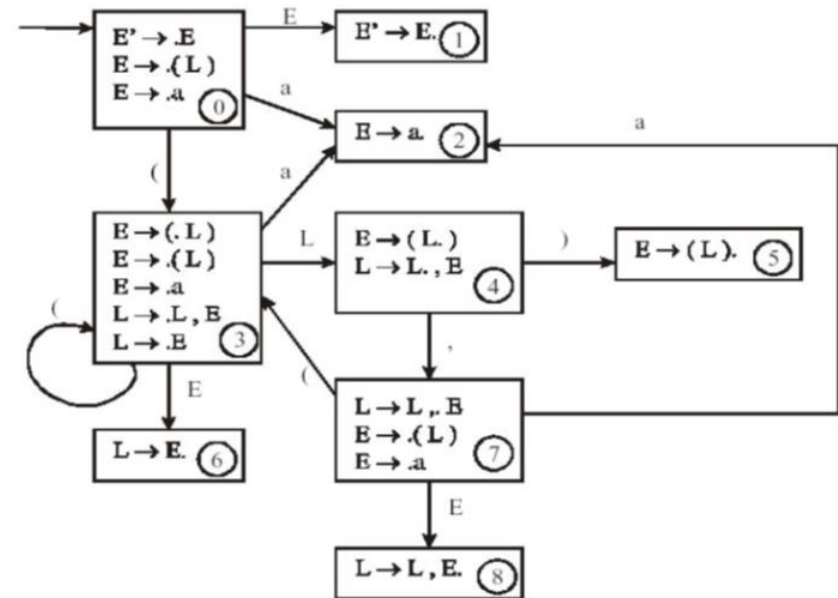 E' → .E
E → .(L)
E → .a
0
E
E' → E.
1
a
E → a
2
a
(
a
E → (.L)
E → .(L)
E → .a
L → .L , E
L → .E
3
(
L
E → (L.)
L → L. , E
4
)
E → (L).
5
,
(
E
L → E.
6
L → L ,. E
E → .(L)
E → .a
7
E
L → L , E.
8